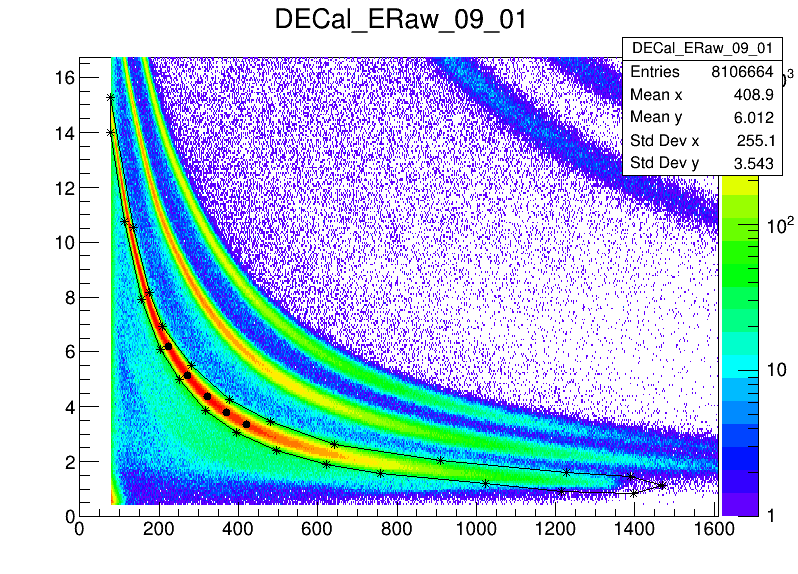 DECal_ERaw_09_01
DECal_ERaw_09_01
Entries 8106664
Mean x 408.9
Mean y 6.012
Std Dev x 255.1
Std Dev y 3.543
16
14
12
10
8
6
4
2
0
0 200 400 600 800 1000 1200 1400 1600
10²
10
1